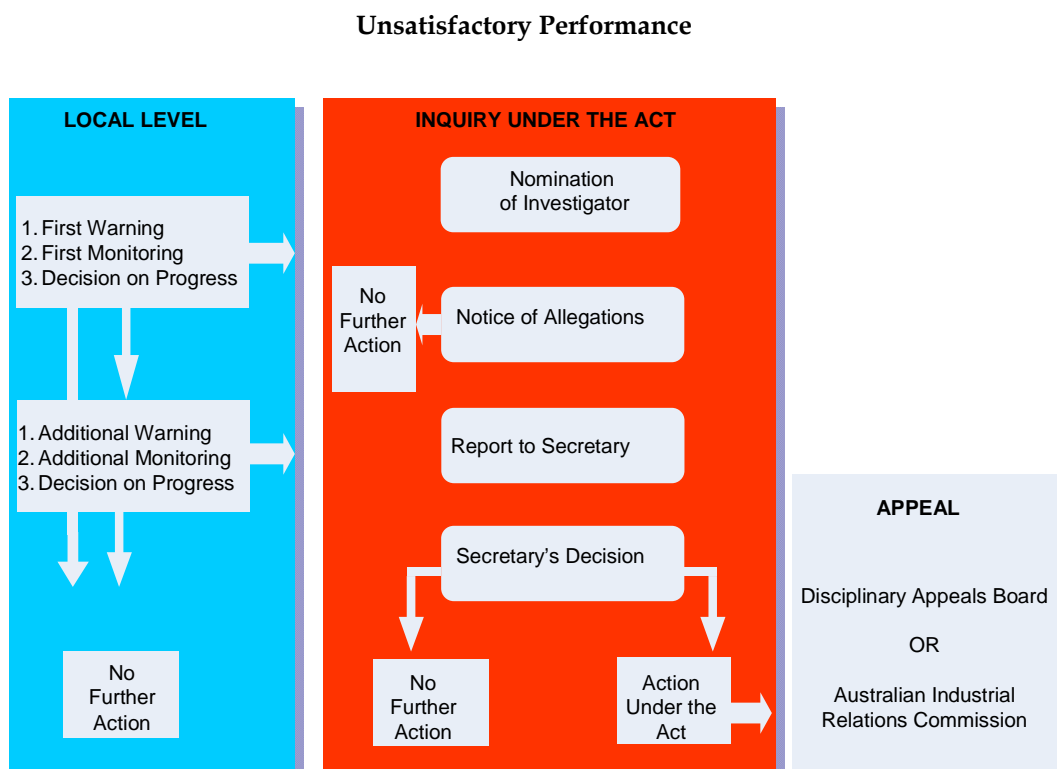 Unsatisfactory Performance
LOCAL LEVEL
1. First Warning
2. First Monitoring
3. Decision on Progress
1. Additional Warning
2. Additional Monitoring
3. Decision on Progress
No
Further
Action
INQUIRY UNDER THE ACT
Nomination
of Investigator
No
Further
Action
Notice of Allegations
Report to Secretary
Secretary’s Decision
No
Further
Action
Action
Under the
Act
APPEAL
Disciplinary Appeals Board
OR
Australian Industrial
Relations Commission